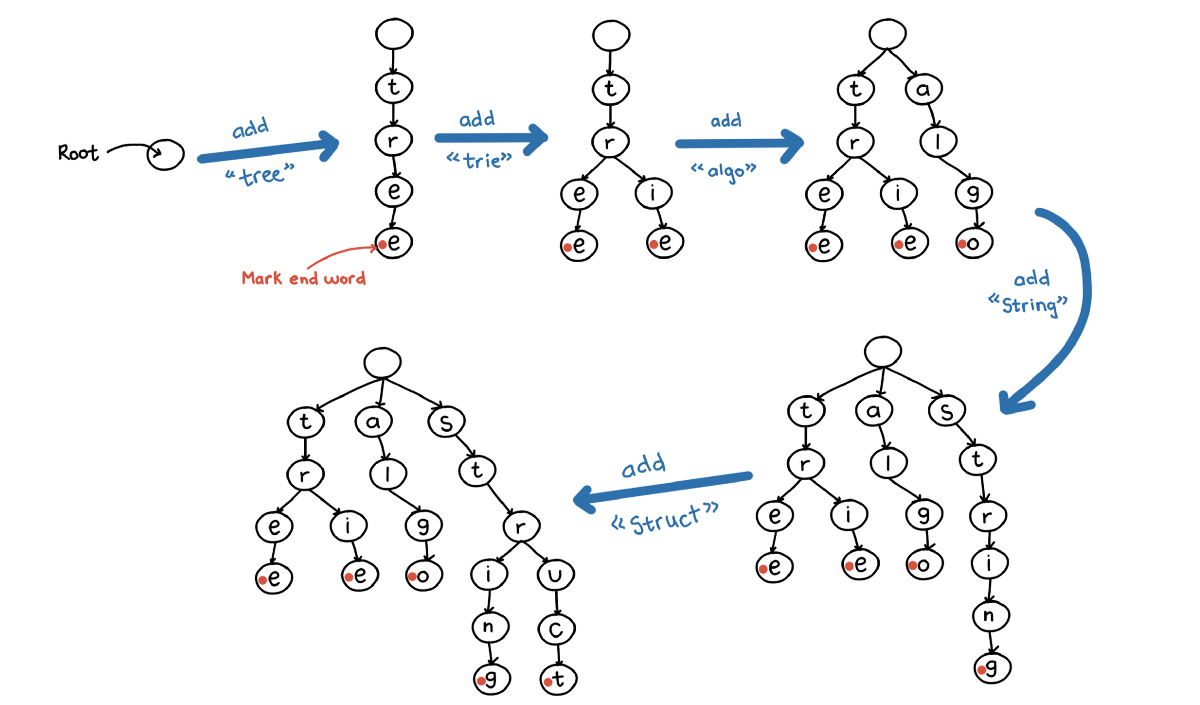 Root
add
“tree”
t
r
e
e
Mark end word
add
“trie”
t
r
e i
e e
add
“algo”
t a
r l
e i g
e e o
add
“String”
t a S
r l t
e i g r
e e o i
n
g
add
“Struct”
t a S
r l t
e i g r
e e o i u
n c
g t